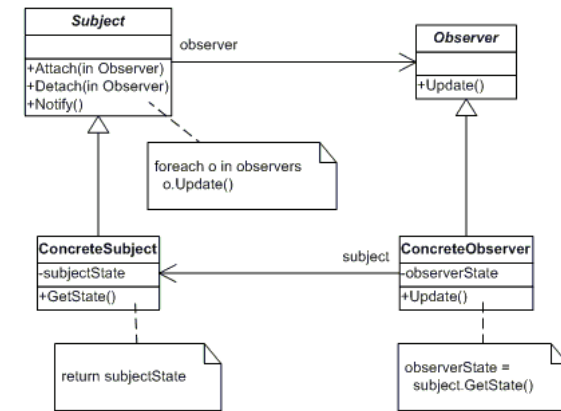 Subject
+Attach(in Observer)
+Detach(in Observer)
+Notify()
observer
Observer
+Update()
foreach o in observers
o.Update()
ConcreteSubject
-subjectState
+GetState()
subject
ConcreteObserver
-observerState
+Update()
return subjectState
observerState =
subject.GetState()